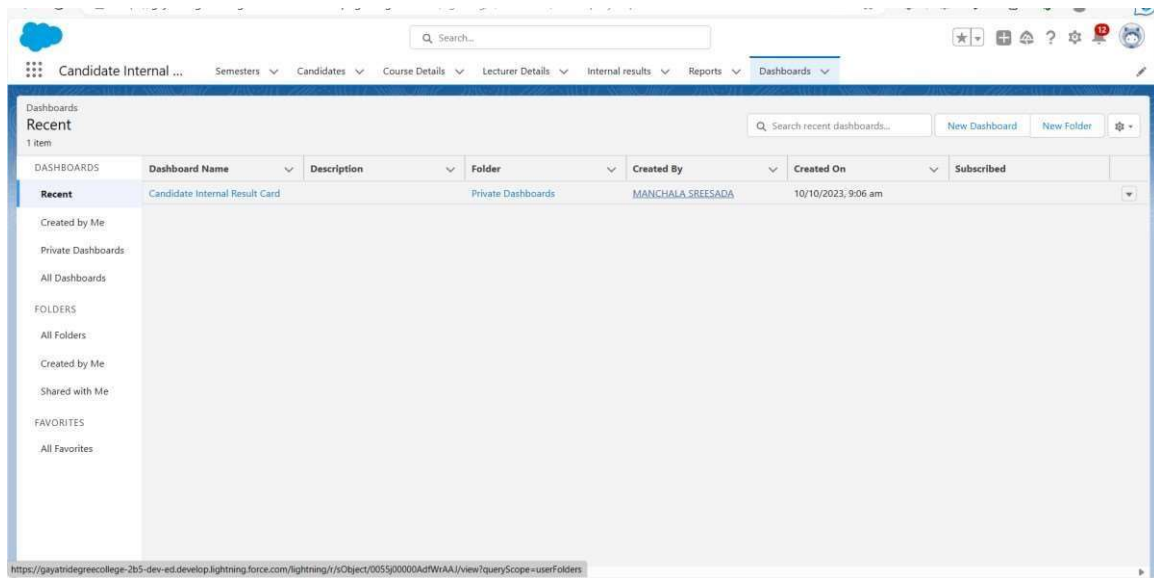 Search...
12
Candidate Internal ... Semesters Candidates Course Details Lecturer Details Internal results Reports Dashboards
Dashboards
Recent
1 item
Search recent dashboards...
New Dashboard New Folder
DASHBOARDS Dashboard Name Description Folder Created By Created On Subscribed
Recent Candidate Internal Result Card Private Dashboards MANCHALA SREESADA 10/10/2023, 9:06 am
Created by Me
Private Dashboards
All Dashboards
FOLDERS
All Folders
Created by Me
Shared with Me
FAVORITES
All Favorites
https://gayatridegreecollege-2b5-dev-ed.develop.lightning.force.com/lightning/r/sObject/0055j00000AdfWrAAJ/view?queryScope=userFolders